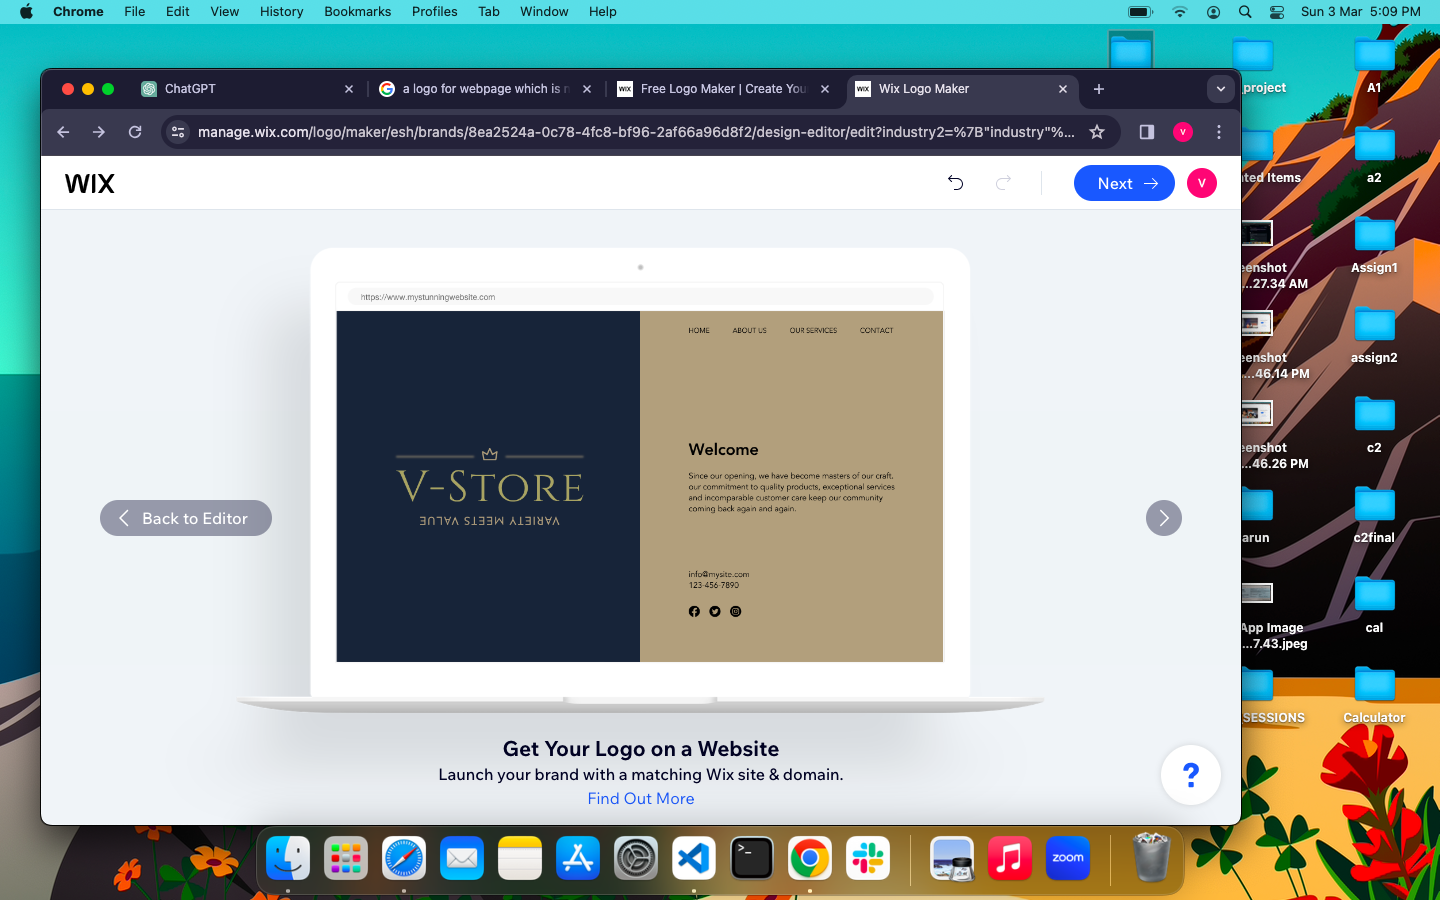 Chrome File Edit View History Bookmarks Profiles Tab Window Help Sun 3 Mar 5:09 PM
ChatGPT
a logo for webpage which is n
Free Logo Maker | Create You
Wix Logo Maker
manage.wix.com/logo/maker/esh/brands/8ea2524a-0c78-4fc8-bf96-2af66a96d8f2/design-editor/edit?industry2=%7B"industry"%...
V
WIX
Next
V
https://www.mystunningwebsite.com
HOME ABOUT US OUR SERVICES CONTACT
V-STORE
VARIETY MEETS VALUE
Welcome
Since our opening, we have become masters of our craft.
our commitment to quality products, exceptional services
and incomparable customer care keep our community
coming back again and again.
info@mysite.com
123-456-7890
Back to Editor
Get Your Logo on a Website
Launch your brand with a matching Wix site & domain.
Find Out More
?
project
A1
ted Items
a2
eenshot
...27.34 AM
Assign1
eenshot
...46.14 PM
assign2
eenshot
...46.26 PM
c2
arun
c2final
App Image
...7.43.jpeg
cal
SESSIONS
Calculator
zoom